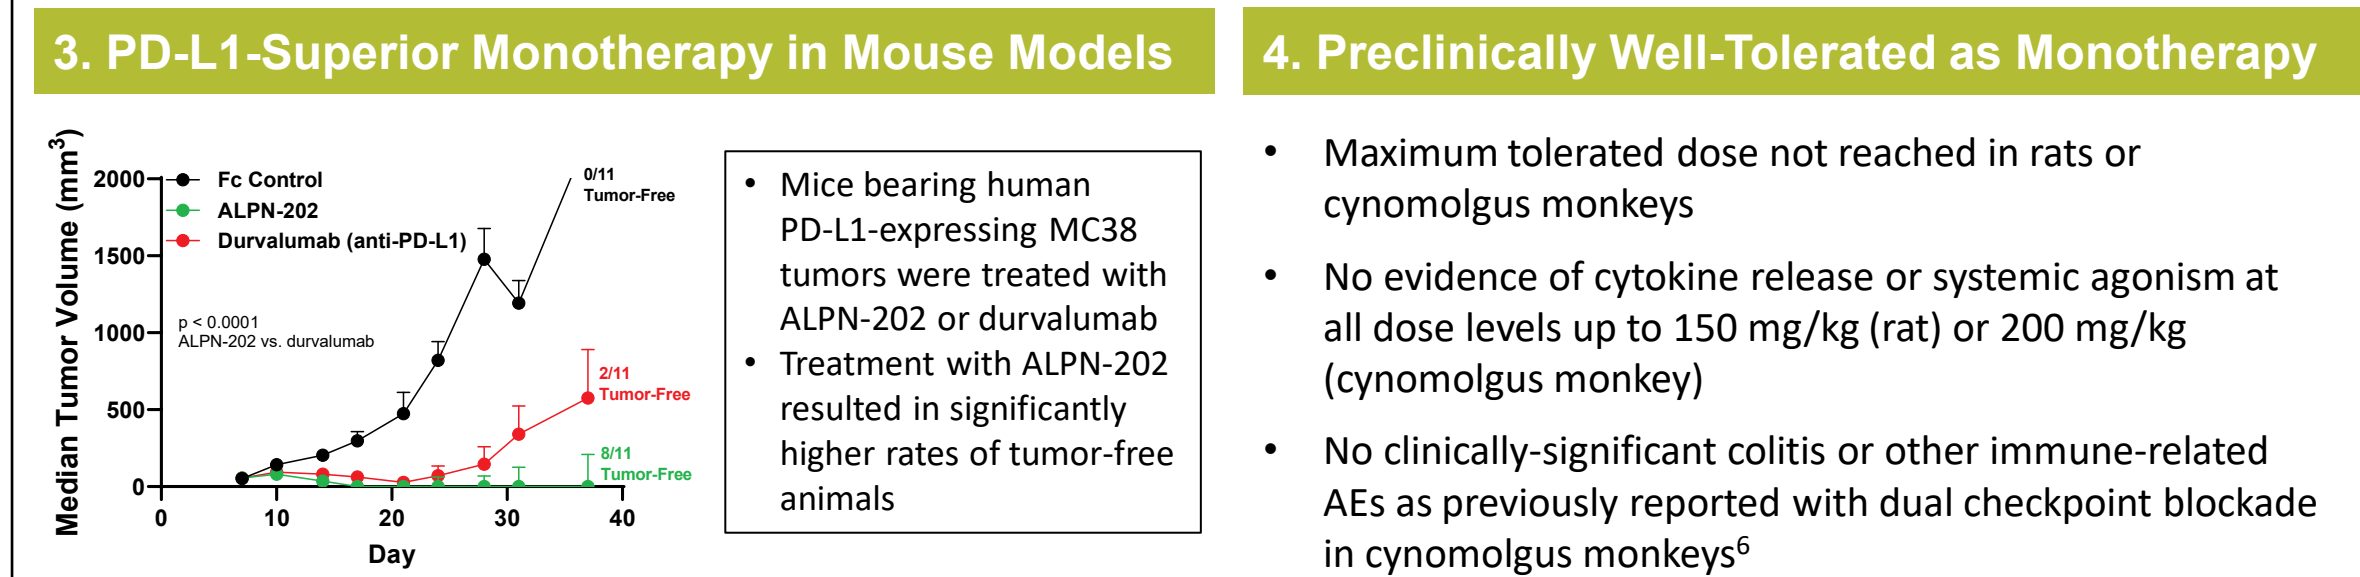 3. PD-L1-Superior Monotherapy in Mouse Models
Median Tumor Volume (mm³)
2000
1500
1000
500
0
0
10
20
30
40
Day
Fc Control
ALPN-202
Durvalumab (anti-PD-L1)
p < 0.0001
ALPN-202 vs. durvalumab
0/11
Tumor-Free
2/11
Tumor-Free
8/11
Tumor-Free
• Mice bearing human
PD-L1-expressing MC38
tumors were treated with
ALPN-202 or durvalumab
• Treatment with ALPN-202
resulted in significantly
higher rates of tumor-free
animals
4. Preclinically Well-Tolerated as Monotherapy
• Maximum tolerated dose not reached in rats or
cynomolgus monkeys
• No evidence of cytokine release or systemic agonism at
all dose levels up to 150 mg/kg (rat) or 200 mg/kg
(cynomolgus monkey)
• No clinically-significant colitis or other immune-related
AEs as previously reported with dual checkpoint blockade
in cynomolgus monkeys⁶